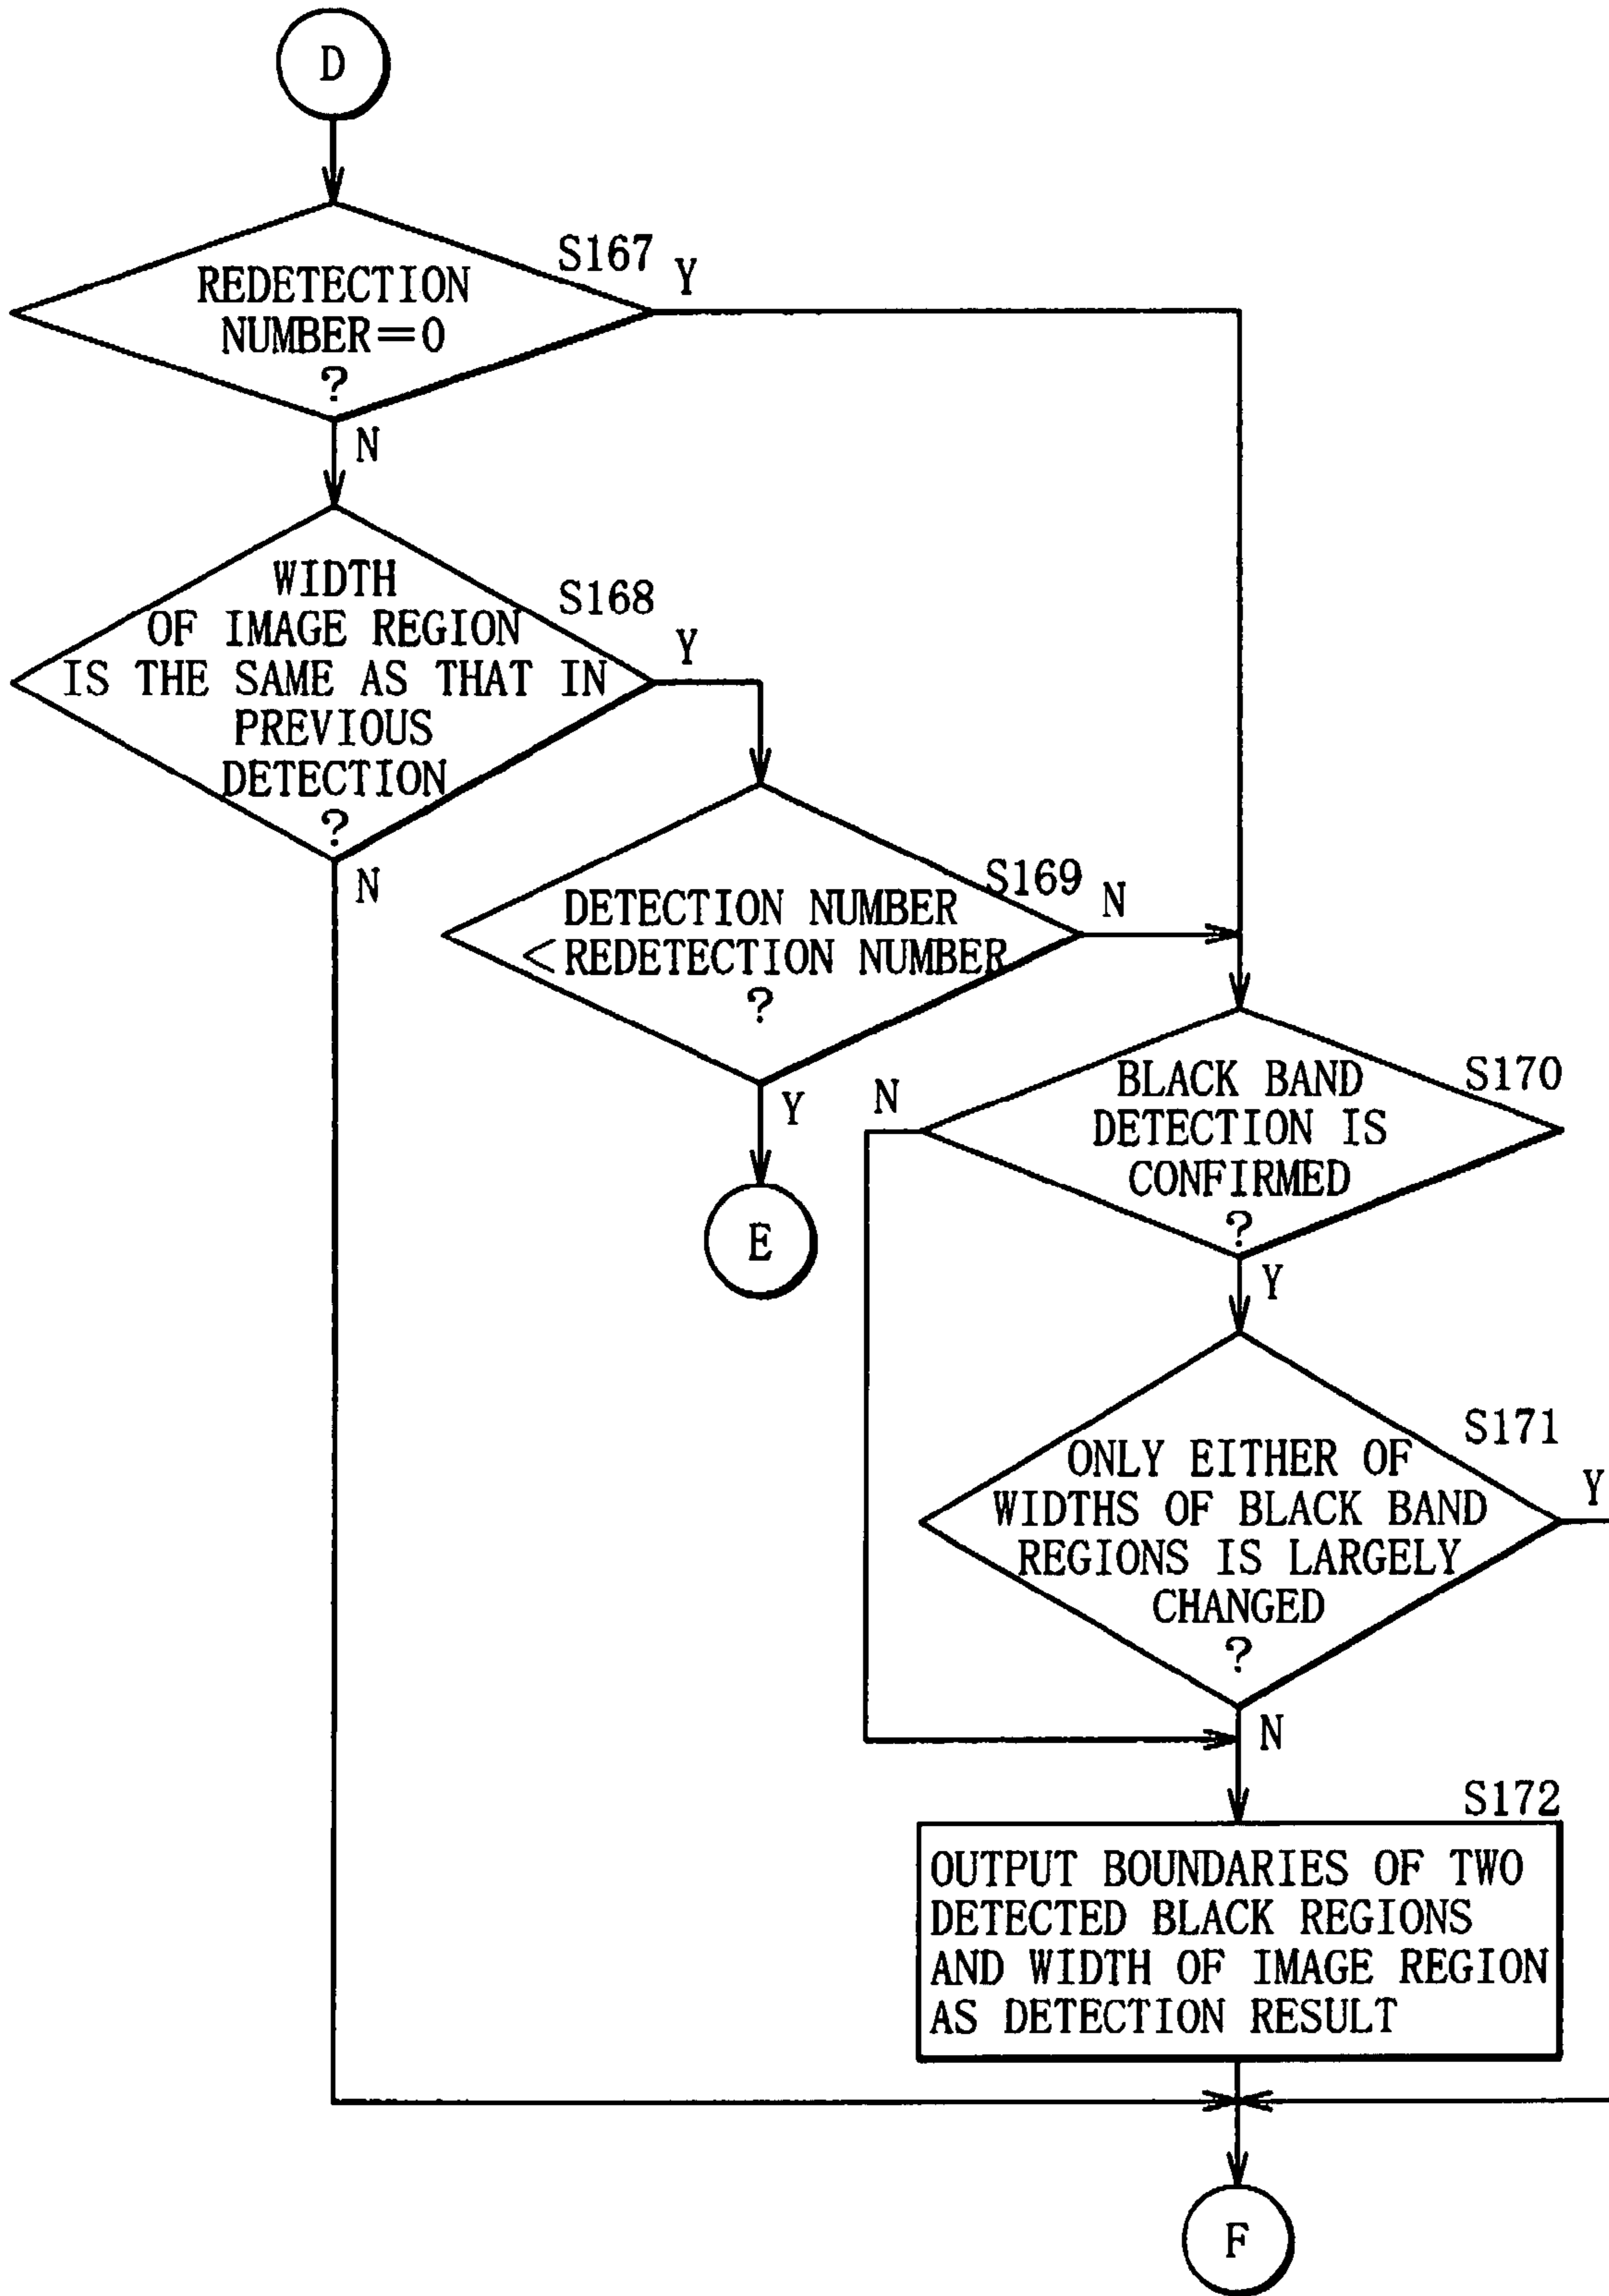 D
S167
REDETECTION
NUMBER=0
?
Y
N
WIDTH
OF IMAGE REGION
IS THE SAME AS THAT IN
PREVIOUS
DETECTION
?
S168
Y
N
S169
DETECTION NUMBER
<REDETECTION NUMBER
?
N
Y
E
BLACK BAND
DETECTION IS
CONFIRMED
?
S170
N
Y
S171
ONLY EITHER OF
WIDTHS OF BLACK BAND
REGIONS IS LARGELY
CHANGED
?
Y
N
S172
OUTPUT BOUNDARIES OF TWO
DETECTED BLACK REGIONS
AND WIDTH OF IMAGE REGION
AS DETECTION RESULT
F